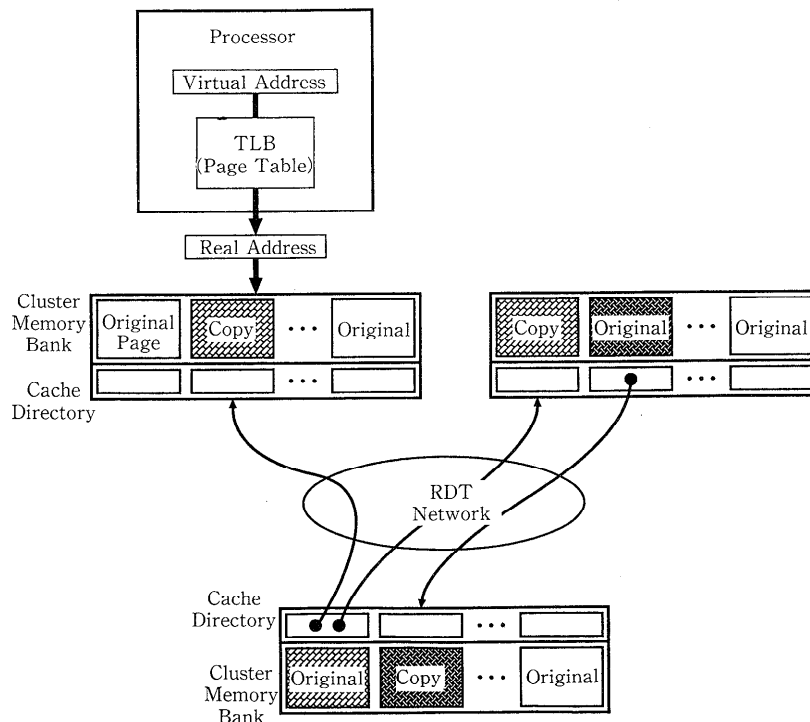 Processor
Virtual Address
TLB
(Page Table)
Real Address
Cluster
Memory
Bank
Original
Page
Copy
• • •
Original
Cache
Directory
• • •
Copy
Original
• • •
Original
• • •
RDT
Network
Cache
Directory
• • •
Cluster
Memory
Bank
Original
Copy
• • •
Original